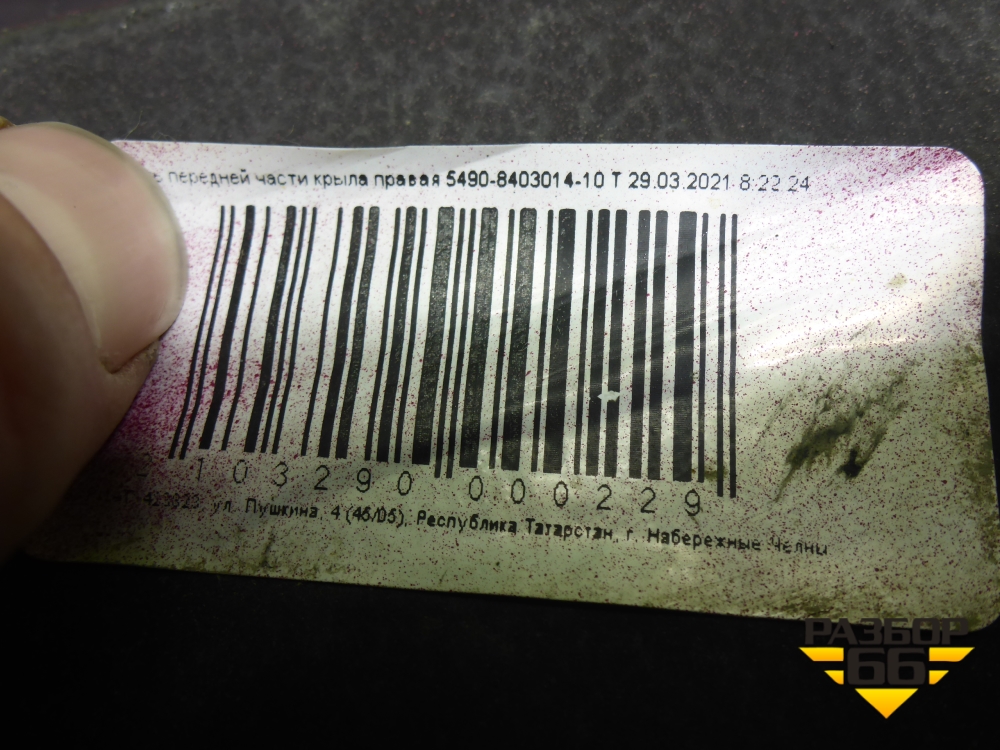 передней части крыла правая 5490-8403014-10 Т 29.03.2021 8:22:24
103290 000229
ул. Пушкина, 4 (46/05), Республика Татарстан, г. Набережные Челны
РАЗБОР
66